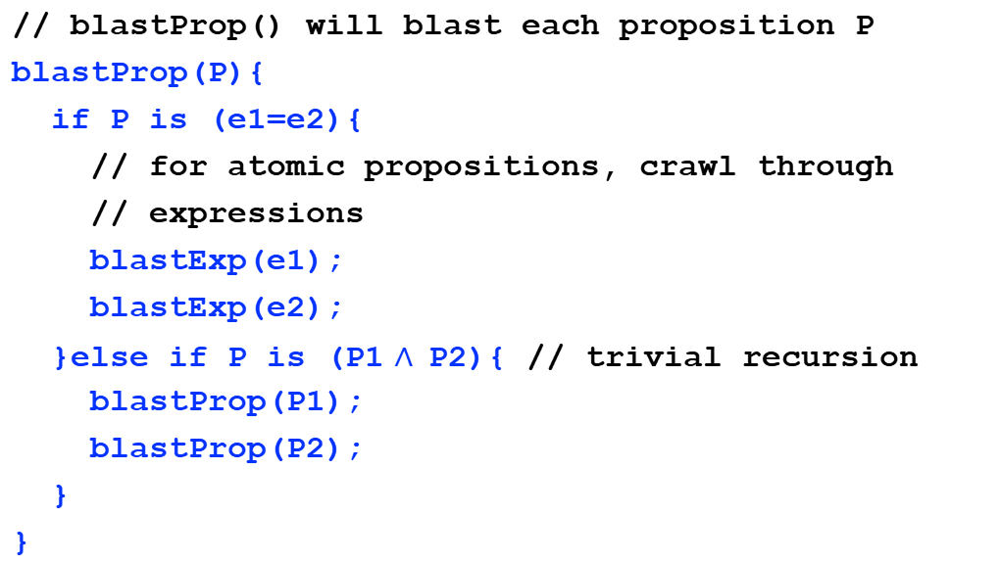 // blastProp() will blast each proposition P
blastProp(P){
  if P is (e1=e2){
    // for atomic propositions, crawl through
    // expressions
    blastExp(e1);
    blastExp(e2);
  }else if P is (P1 ∧ P2){ // trivial recursion
    blastProp(P1);
    blastProp(P2);
  }
}